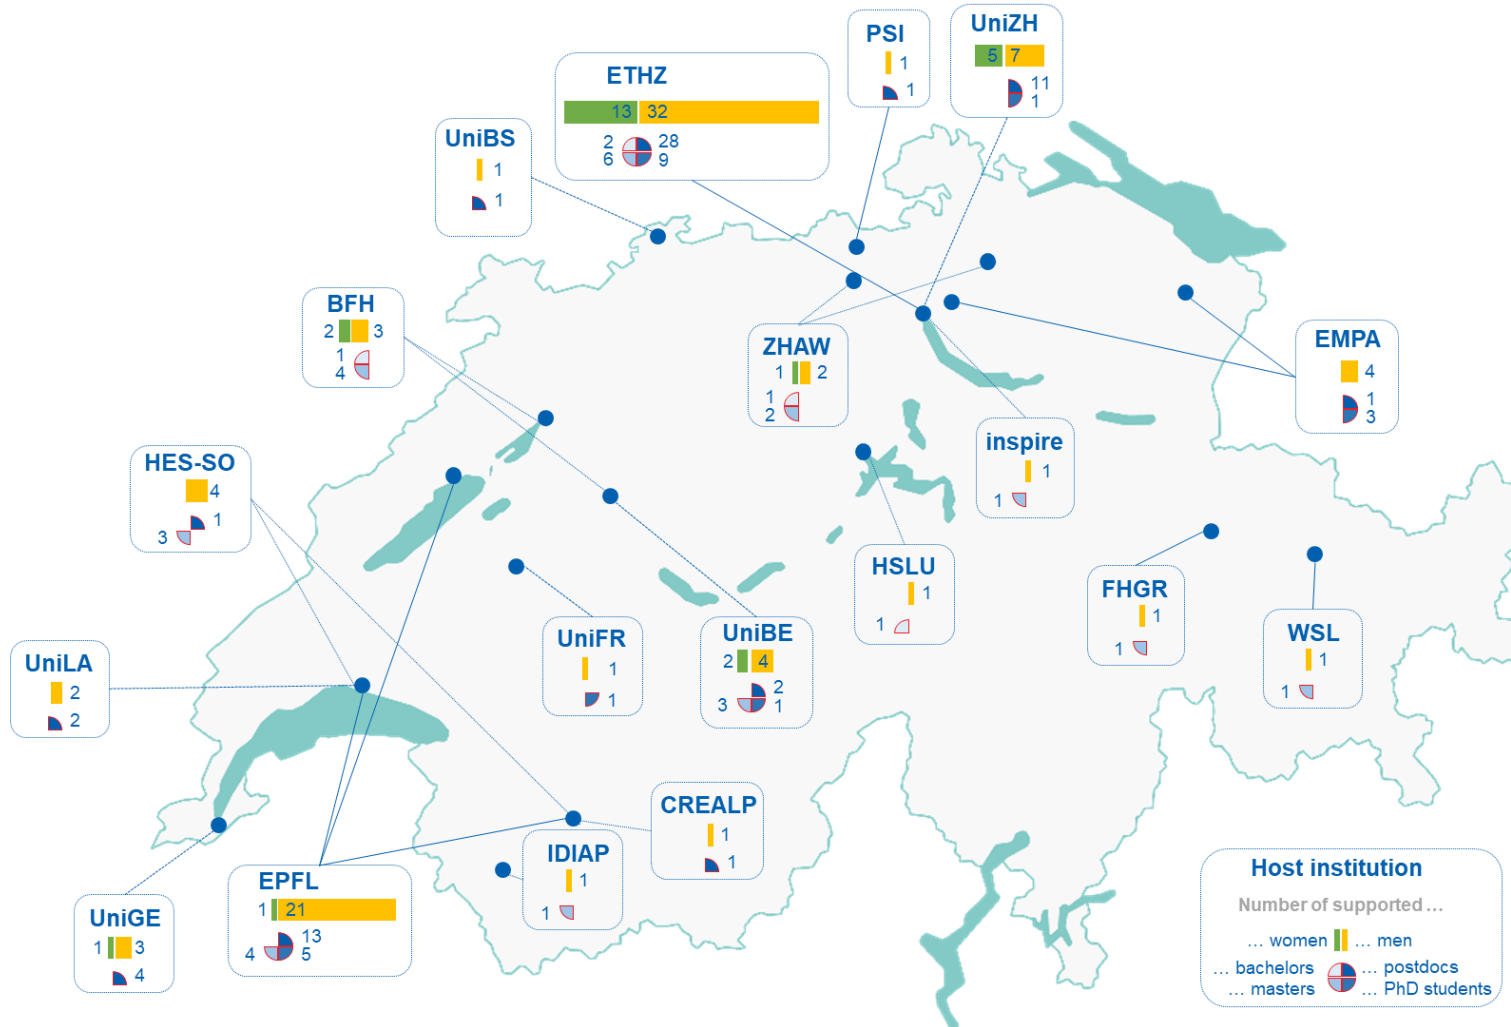 PSI
1
1
UniZH
5 7
11
1
ETHZ
13 32
2 28
6 9
UniBS
1
1
BFH
2 3
1
4
ZHAW
1 2
1
2
EMPA
4
1
3
inspire
1
1
HES-SO
4
1
3
HSLU
1
1
FHGR
1
1
WSL
1
1
UniFR
1
1
UniBE
2 4
2
3 1
UniLA
2
2
CREALP
1
1
IDIAP
1
1
EPFL
1 21
13
4 5
UniGE
1 3
4
Host institution
Number of supported ...
... women ... men
... bachelors ... postdocs
... masters ... PhD students